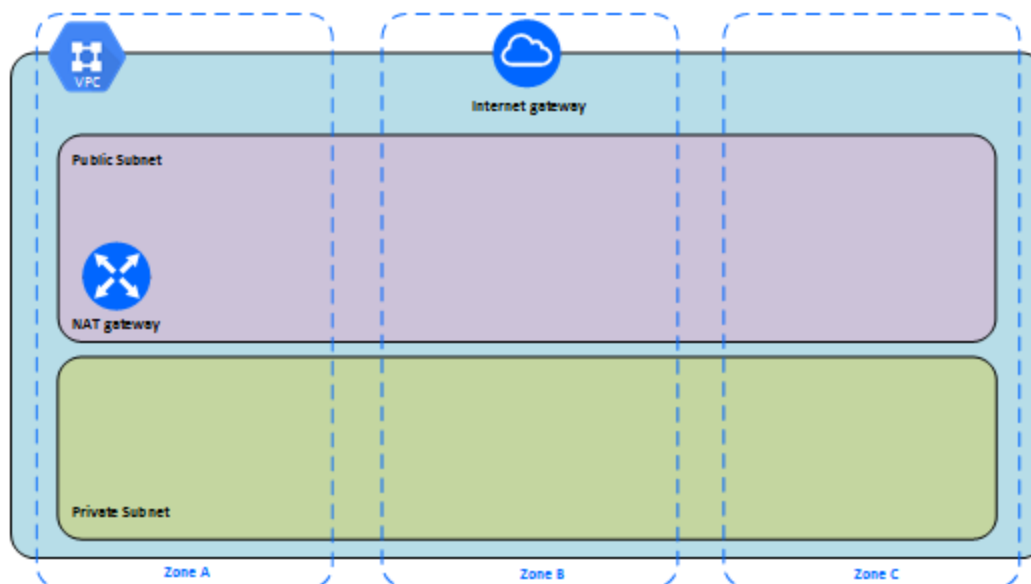 VPC
Internet gateway
Public Subnet
NAT gateway
Private Subnet
Zone A
Zone B
Zone C